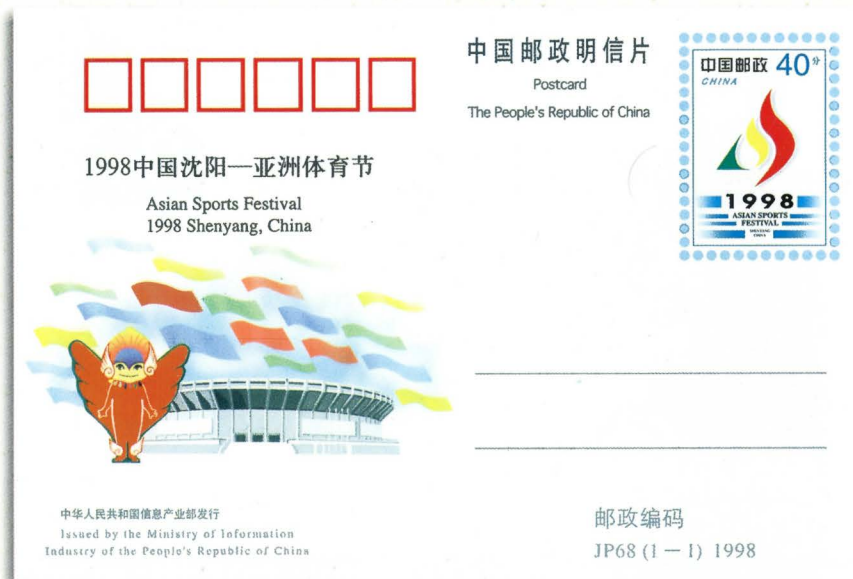 中国邮政明信片
Postcard
The People's Republic of China
中国邮政 40分
CHINA
1998
ASIAN SPORTS
FESTIVAL
SHENYANG
CHINA
1998中国沈阳—亚洲体育节
Asian Sports Festival
1998 Shenyang, China
中华人民共和国信息产业部发行
Issued by the Ministry of Information
Industry of the People's Republic of China
邮政编码
JP68 (1—1) 1998